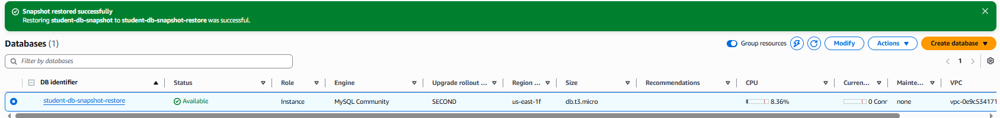 Snapshot restored successfully
Restoring student-db-snapshot to student-db-snapshot-restore was successful.
Databases (1)
Group resources
Modify
Actions
Create database
Filter by databases
1
DB identifier Status Role Engine Upgrade rollout ... Region ... Size Recommendations CPU Curren... Mainte... VPC
student-db-snapshot-restore Available Instance MySQL Community SECOND us-east-1f db.t3.micro 8.36% 0 Conr none vpc-0e9c534171